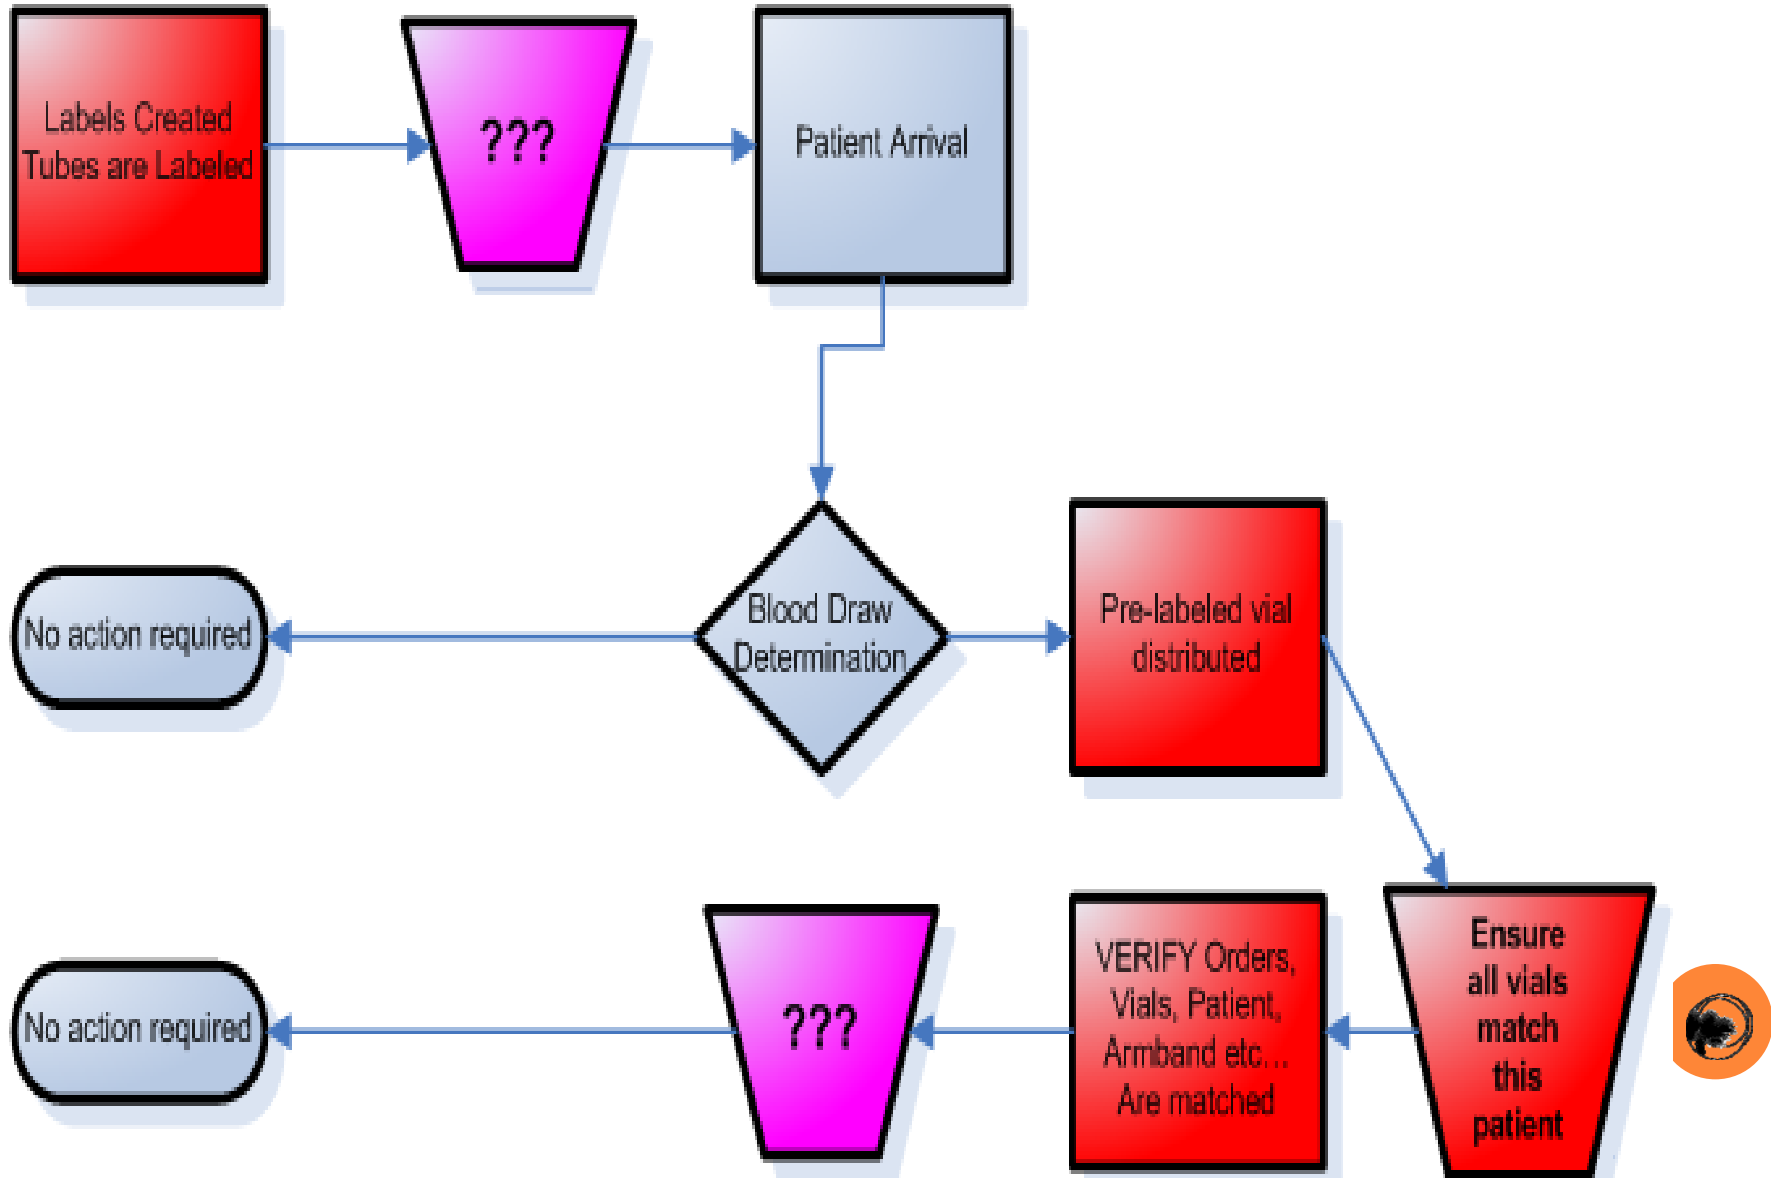 Labels Created
Tubes are Labeled
???
Patient Arrival
Blood Draw
Determination
No action required
Pre-labeled vial
distributed
Ensure
all vials
match
this
patient
VERIFY Orders,
Vials, Patient,
Armband etc...
Are matched
???
No action required